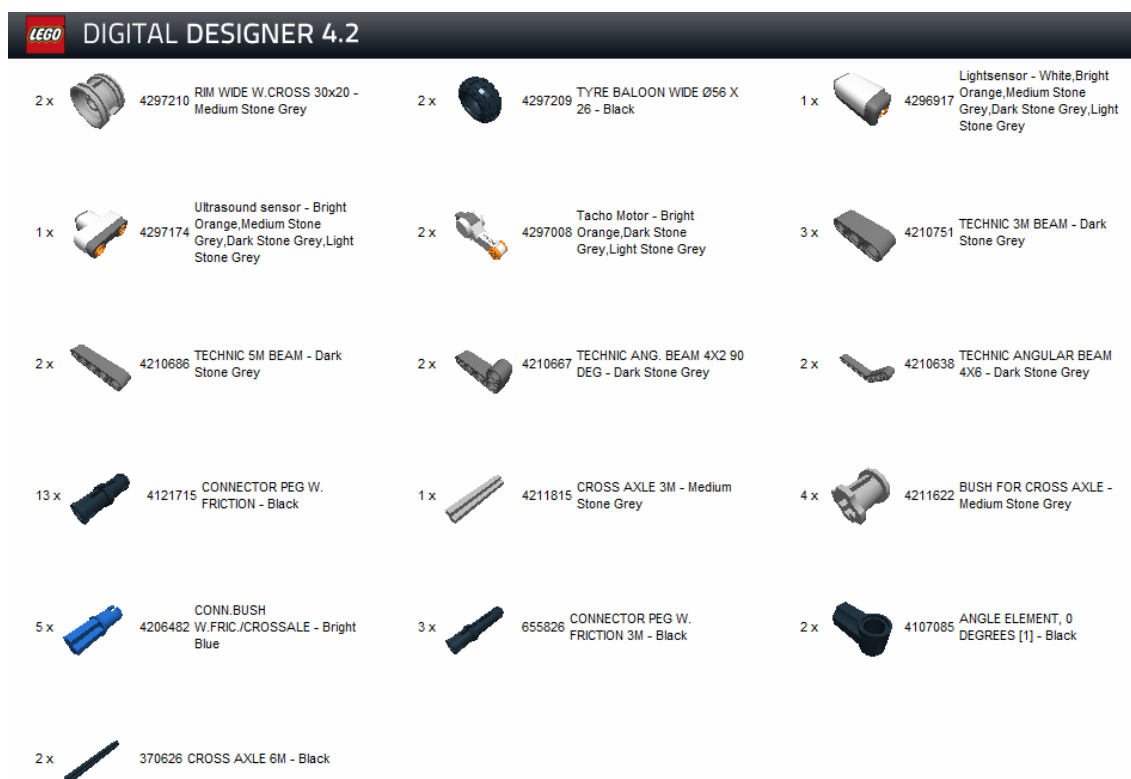 LEGO DIGITAL DESIGNER 4.2
2 x 4297210 RIM WIDE W.CROSS 30x20 -
Medium Stone Grey
2 x 4297209 TYRE BALOON WIDE Ø56 X
26 - Black
1 x 4296917 Lightsensor - White,Bright
Orange,Medium Stone
Grey,Dark Stone Grey,Light
Stone Grey
1 x 4297174 Ultrasound sensor - Bright
Orange,Medium Stone
Grey,Dark Stone Grey,Light
Stone Grey
2 x 4297008 Tacho Motor - Bright
Orange,Dark Stone
Grey,Light Stone Grey
3 x 4210751 TECHNIC 3M BEAM - Dark
Stone Grey
2 x 4210686 TECHNIC 5M BEAM - Dark
Stone Grey
2 x 4210667 TECHNIC ANG. BEAM 4X2 90
DEG - Dark Stone Grey
2 x 4210638 TECHNIC ANGULAR BEAM
4X6 - Dark Stone Grey
13 x 4121715 CONNECTOR PEG W.
FRICTION - Black
1 x 4211815 CROSS AXLE 3M - Medium
Stone Grey
4 x 4211622 BUSH FOR CROSS AXLE -
Medium Stone Grey
5 x 4206482 CONN.BUSH
W.FRIC./CROSSALE - Bright
Blue
3 x 655826 CONNECTOR PEG W.
FRICTION 3M - Black
2 x 4107085 ANGLE ELEMENT, 0
DEGREES [1] - Black
2 x 370626 CROSS AXLE 6M - Black